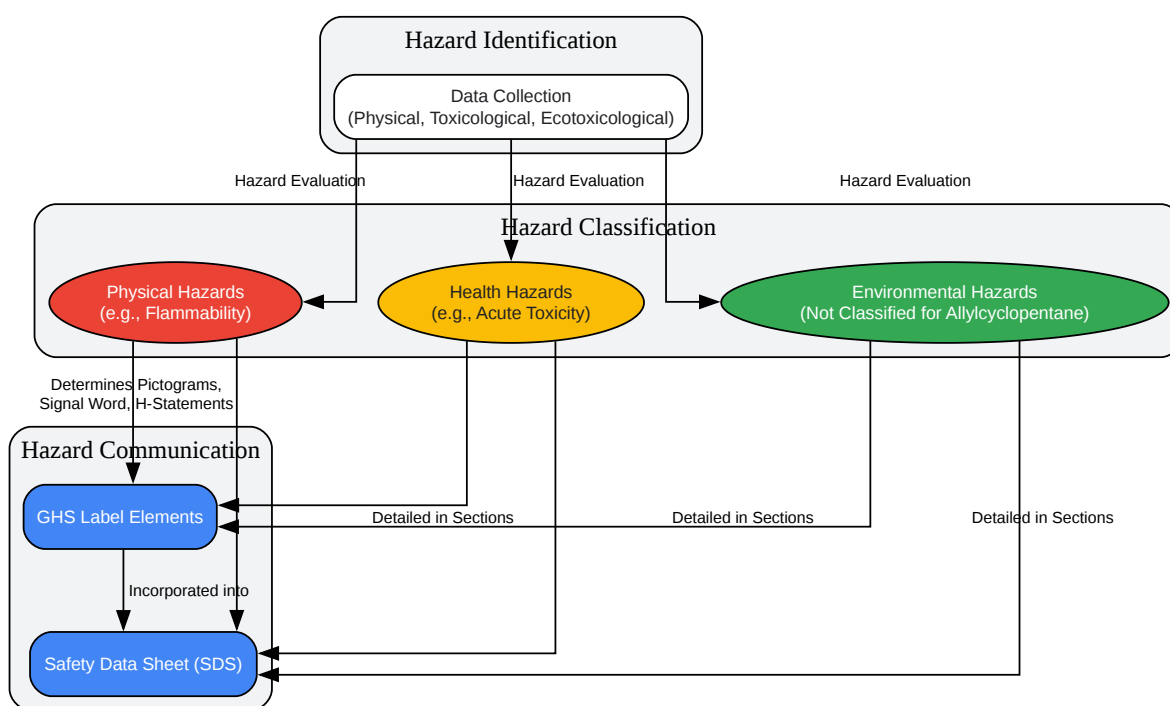 Hazard Identification
Data Collection
(Physical, Toxicological, Ecotoxicological)
Hazard Evaluation
Hazard Evaluation
Hazard Evaluation
Hazard Classification
Physical Hazards
(e.g., Flammability)
Health Hazards
(e.g., Acute Toxicity)
Environmental Hazards
(Not Classified for Allylcyclopentane)
Determines Pictograms,
Signal Word, H-Statements
Hazard Communication
GHS Label Elements
Detailed in Sections
Detailed in Sections
Detailed in Sections
Incorporated into
Safety Data Sheet (SDS)